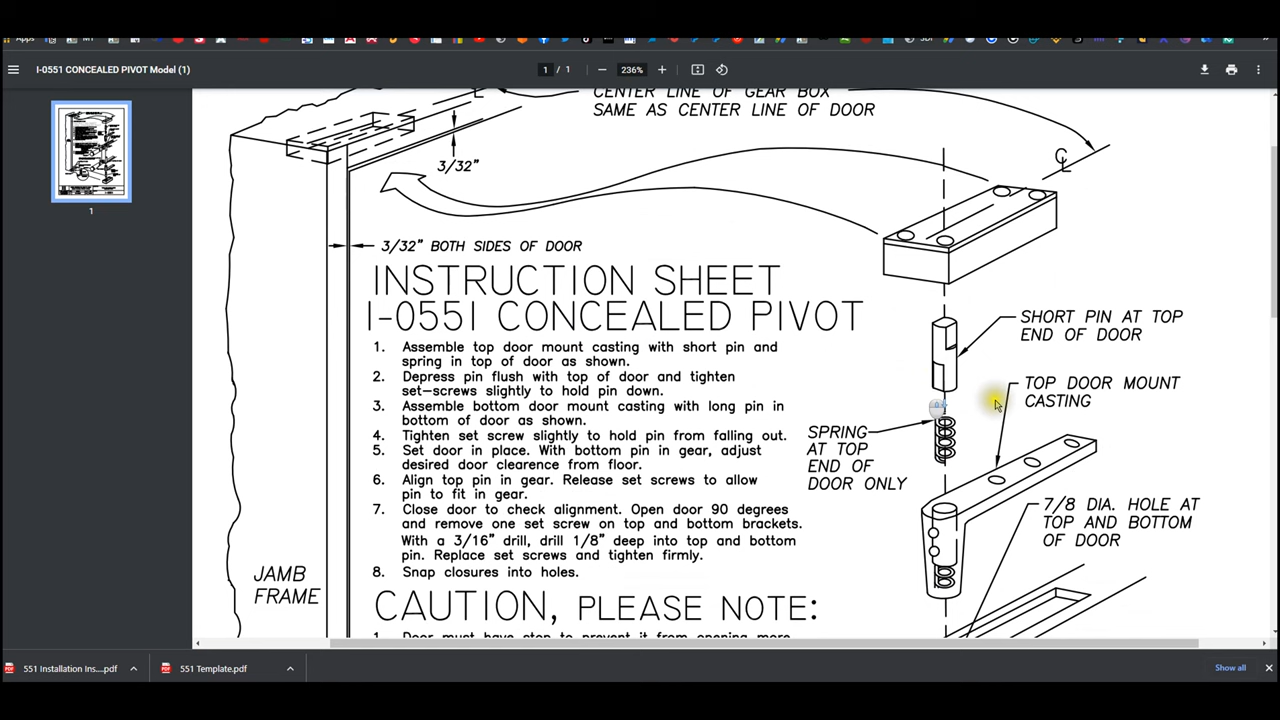 I-0551 CONCEALED PIVOT Model (1)
1 / 1
236%
1
CENTER LINE OF GEAR BOX
SAME AS CENTER LINE OF DOOR
3/32"
3/32" BOTH SIDES OF DOOR
INSTRUCTION SHEET
I-0551 CONCEALED PIVOT
1. Assemble top door mount casting with short pin and
spring in top of door as shown.
2. Depress pin flush with top of door and tighten
set-screws slightly to hold pin down.
3. Assemble bottom door mount casting with long pin in
bottom of door as shown.
4. Tighten set screw slightly to hold pin from falling out.
5. Set door in place. With bottom pin in gear, adjust
desired door clearence from floor.
6. Align top pin in gear. Release set screws to allow
pin to fit in gear.
7. Close door to check alignment. Open door 90 degrees
and remove one set screw on top and bottom brackets.
With a 3/16" drill, drill 1/8" deep into top and bottom
pin. Replace set screws and tighten firmly.
8. Snap closures into holes.
CAUTION, PLEASE NOTE:
1. Door must have stop to prevent it from opening more
JAMB
FRAME
SHORT PIN AT TOP
END OF DOOR
TOP DOOR MOUNT
CASTING
SPRING
AT TOP
END OF
DOOR ONLY
7/8 DIA. HOLE AT
TOP AND BOTTOM
OF DOOR
551 Installation Ins....pdf
551 Template.pdf
Show all